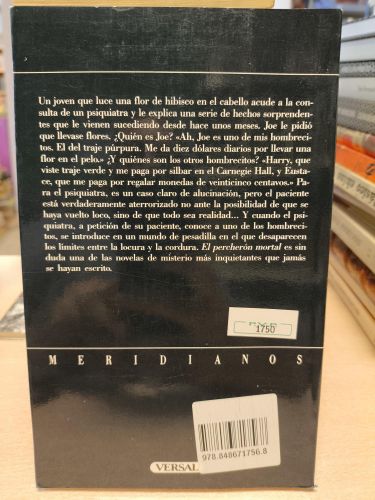 Un joven que luce una flor de hibisco en el cabello acude a la con-
sulta de un psiquiatra y le explica una serie de hechos sorprenden-
tes que le vienen sucediendo desde hace unos meses. Joe le pidió
que llevase flores. ¿Quién es Joe? «Ah, Joe es uno de mis hombreci-
tos. El del traje púrpura. Me da diez dólares diarios por llevar una
flor en el pelo.» ¿Y quiénes son los otros hombrecitos? «Harry, que
viste traje verde y me paga por silbar en el Carnegie Hall, y Eusta-
ce, que me paga por regalar monedas de veinticinco centavos.» Pa-
ra el psiquiatra, es un caso claro de alucinación, pero el paciente
está verdaderamente aterrorizado no ante la posibilidad de que se
haya vuelto loco, sino de que todo sea realidad... Y cuando el psi-
quiatra, a petición de su paciente, conoce a uno de los hombreci-
tos, se introduce en un mundo de pesadilla en el que desaparecen
los límites entre la locura y la cordura. El percherón mortal es sin
duda una de las novelas de misterio más inquietantes que jamás
se hayan escrito.
1750
MERIDIANOS
978.848671756.8
VERSAL